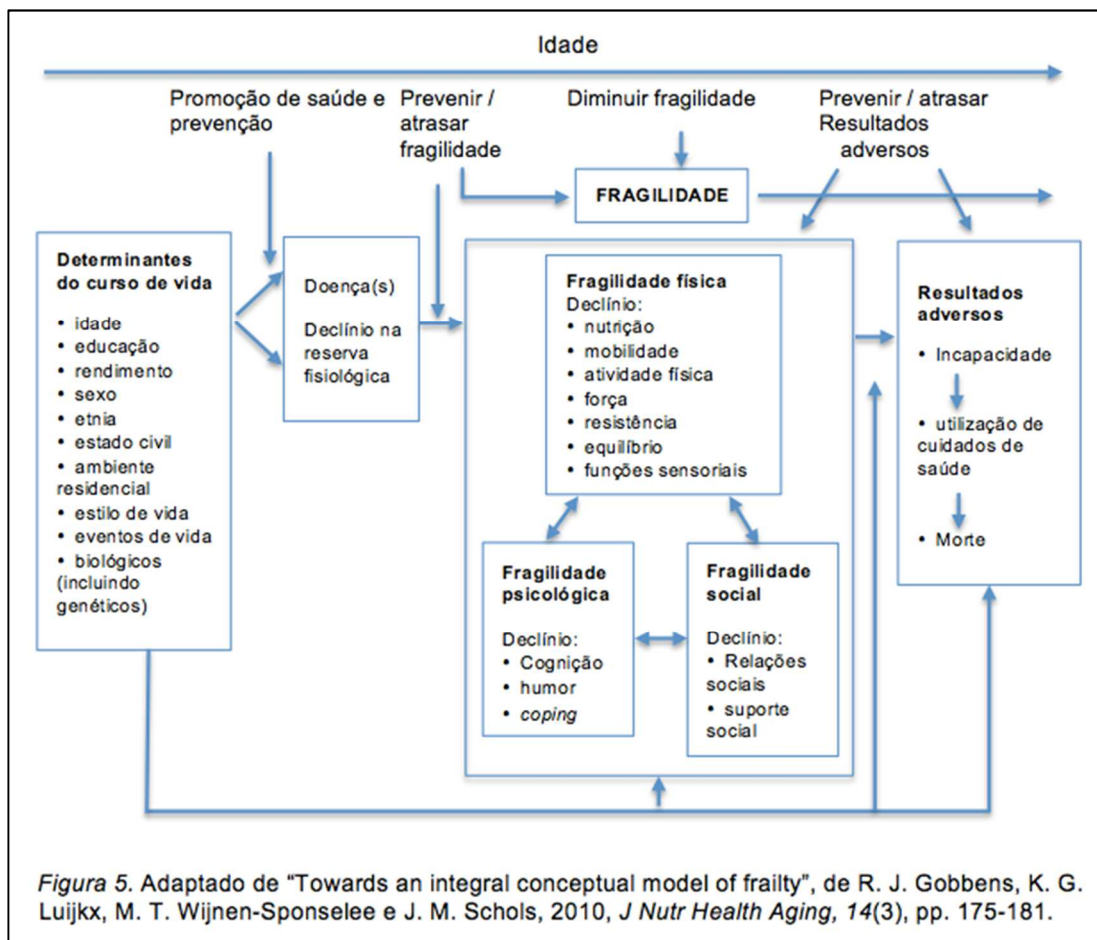 Idade
Promoção de saúde e
prevenção
Prevenir /
atrasar
fragilidade
Diminuir fragilidade
Prevenir / atrasar
Resultados
adversos
FRAGILIDADE
Determinantes
do curso de vida
• idade
• educação
• rendimento
• sexo
• etnia
• estado civil
• ambiente
residencial
• estilo de vida
• eventos de vida
• biológicos
(incluindo
genéticos)
Doença(s)
Declínio na
reserva
fisiológica
Fragilidade física
Declínio:
• nutrição
• mobilidade
• atividade física
• força
• resistência
• equilíbrio
• funções sensoriais
Fragilidade
psicológica
Declínio:
• Cognição
• humor
• coping
Fragilidade
social
Declínio:
• Relações
sociais
• suporte
social
Resultados
adversos
• Incapacidade
• utilização de
cuidados de
saúde
• Morte
Figura 5. Adaptado de “Towards an integral conceptual model of frailty”, de R. J. Gobbens, K. G.
Luijkx, M. T. Wijnen-Sponselee e J. M. Schols, 2010, J Nutr Health Aging, 14(3), pp. 175-181.